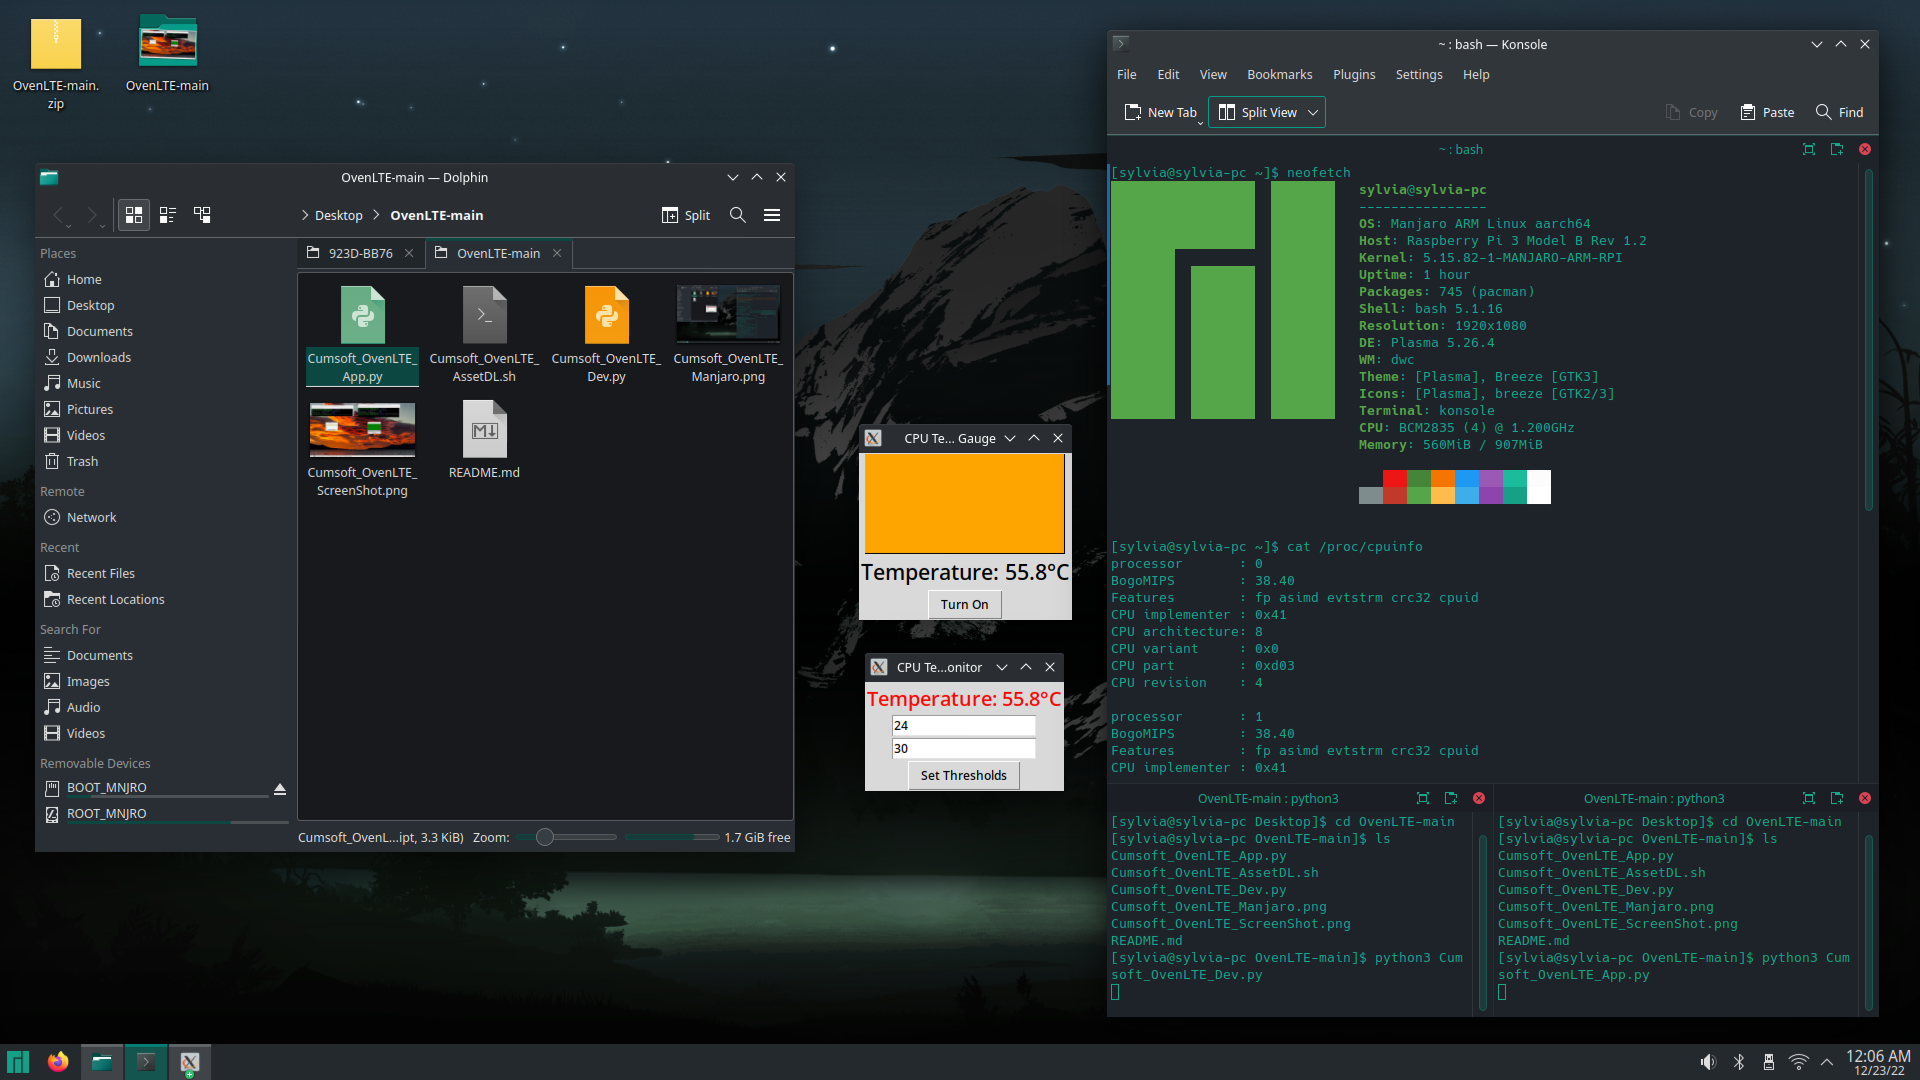 OvenLTE-main.
zip
OvenLTE-main
OvenLTE-main — Dolphin
Desktop
OvenLTE-main
Split
Places
Home
Desktop
Documents
Downloads
Music
Pictures
Videos
Trash
Remote
Network
Recent
Recent Files
Recent Locations
Search For
Documents
Images
Audio
Videos
Removable Devices
BOOT_MNJRO
ROOT_MNJRO
923D-BB76
OvenLTE-main
Cumsoft_OvenLTE_
App.py
Cumsoft_OvenLTE_
AssetDL.sh
Cumsoft_OvenLTE_
Dev.py
Cumsoft_OvenLTE_
Manjaro.png
Cumsoft_OvenLTE_
ScreenShot.png
README.md
Cumsoft_OvenL...ipt, 3.3 KiB)
Zoom:
1.7 GiB free
CPU Te... Gauge
Temperature: 55.8°C
Turn On
CPU Te...onitor
Temperature: 55.8°C
24
30
Set Thresholds
~ : bash — Konsole
File Edit View Bookmarks Plugins Settings Help
New Tab
Split View
Copy
Paste
Find
~ : bash
[sylvia@sylvia-pc ~]$ neofetch
sylvia@sylvia-pc
----------------
OS: Manjaro ARM Linux aarch64
Host: Raspberry Pi 3 Model B Rev 1.2
Kernel: 5.15.82-1-MANJARO-ARM-RPI
Uptime: 1 hour
Packages: 745 (pacman)
Shell: bash 5.1.16
Resolution: 1920x1080
DE: Plasma 5.26.4
WM: dwc
Theme: [Plasma], Breeze [GTK3]
Icons: [Plasma], breeze [GTK2/3]
Terminal: konsole
CPU: BCM2835 (4) @ 1.200GHz
Memory: 560MiB / 907MiB
[sylvia@sylvia-pc ~]$ cat /proc/cpuinfo
processor : 0
BogoMIPS : 38.40
Features : fp asimd evtstrm crc32 cpuid
CPU implementer : 0x41
CPU architecture: 8
CPU variant : 0x0
CPU part : 0xd03
CPU revision : 4
processor : 1
BogoMIPS : 38.40
Features : fp asimd evtstrm crc32 cpuid
CPU implementer : 0x41
OvenLTE-main : python3
[sylvia@sylvia-pc Desktop]$ cd OvenLTE-main
[sylvia@sylvia-pc OvenLTE-main]$ ls
Cumsoft_OvenLTE_App.py
Cumsoft_OvenLTE_AssetDL.sh
Cumsoft_OvenLTE_Dev.py
Cumsoft_OvenLTE_Manjaro.png
Cumsoft_OvenLTE_ScreenShot.png
README.md
[sylvia@sylvia-pc OvenLTE-main]$ python3 Cum
soft_OvenLTE_Dev.py
OvenLTE-main : python3
[sylvia@sylvia-pc Desktop]$ cd OvenLTE-main
[sylvia@sylvia-pc OvenLTE-main]$ ls
Cumsoft_OvenLTE_App.py
Cumsoft_OvenLTE_AssetDL.sh
Cumsoft_OvenLTE_Dev.py
Cumsoft_OvenLTE_Manjaro.png
Cumsoft_OvenLTE_ScreenShot.png
README.md
[sylvia@sylvia-pc OvenLTE-main]$ python3 Cum
soft_OvenLTE_App.py
12:06 AM
12/23/22